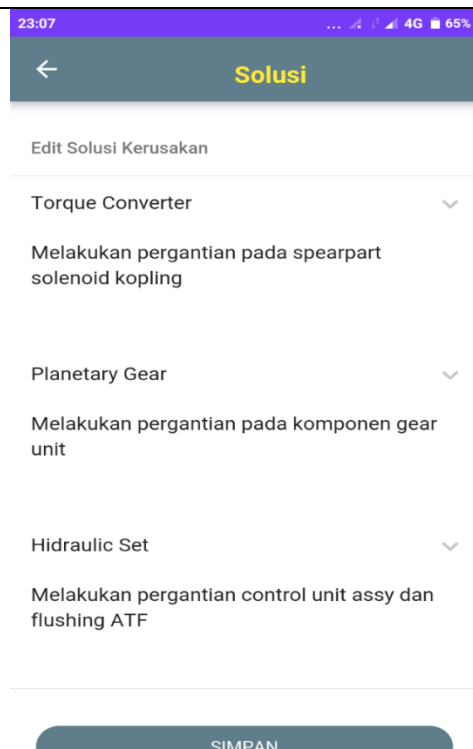 23:07 ... 4G 65%
Solusi
Edit Solusi Kerusakan
Torque Converter
Melakukan pergantian pada spearpart
solenoid kopling
Planetary Gear
Melakukan pergantian pada komponen gear
unit
Hidraulic Set
Melakukan pergantian control unit assy dan
flushing ATF
SIMPAN